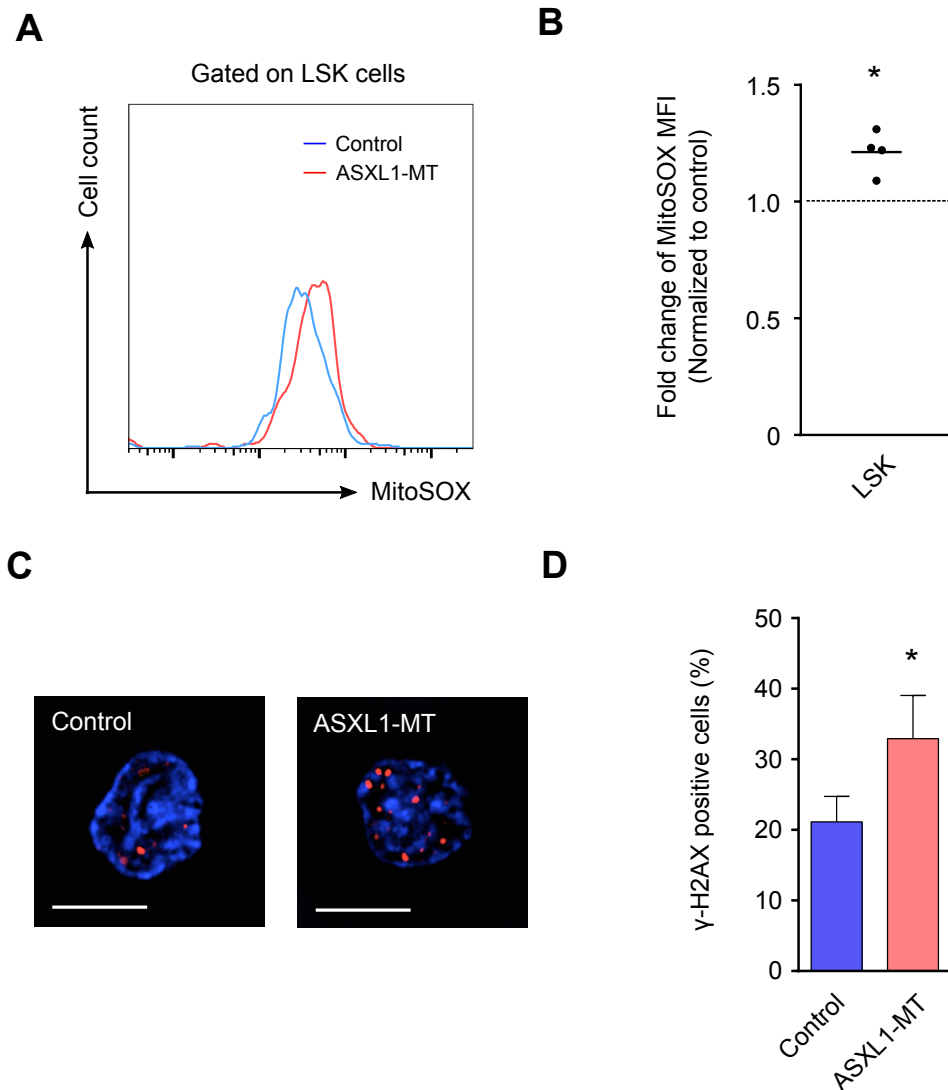 A
Gated on LSK cells
Cell count
Control
ASXL1-MT
MitoSOX
B
Fold change of MitoSOX MFI
(Normalized to control)
*
1.5
1.0
0.5
0
LSK
C
Control
ASXL1-MT
D
γ-H2AX positive cells (%)
50
40
30
20
10
0
*
Control
ASXL1-MT